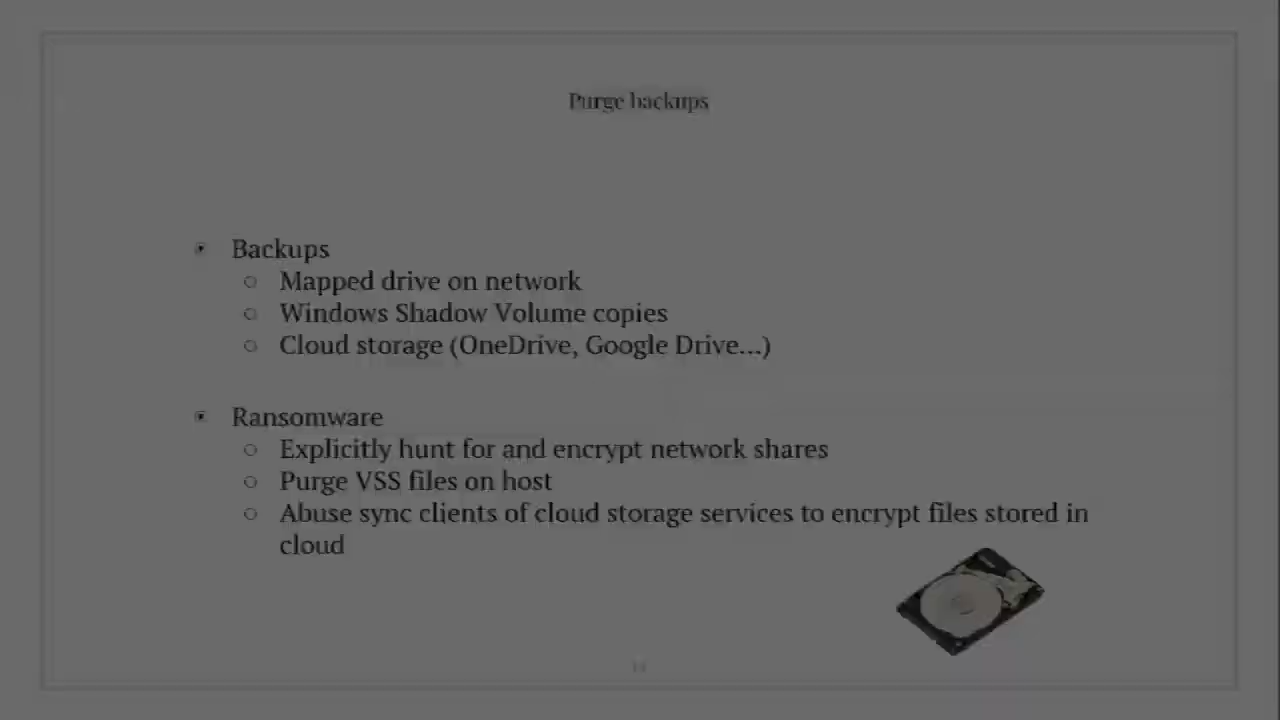 Purge backups
Backups
Mapped drive on network
Windows Shadow Volume copies
Cloud storage (OneDrive, Google Drive...)
Ransomware
Explicitly hunt for and encrypt network shares
Purge VSS files on host
Abuse sync clients of cloud storage services to encrypt files stored in
cloud